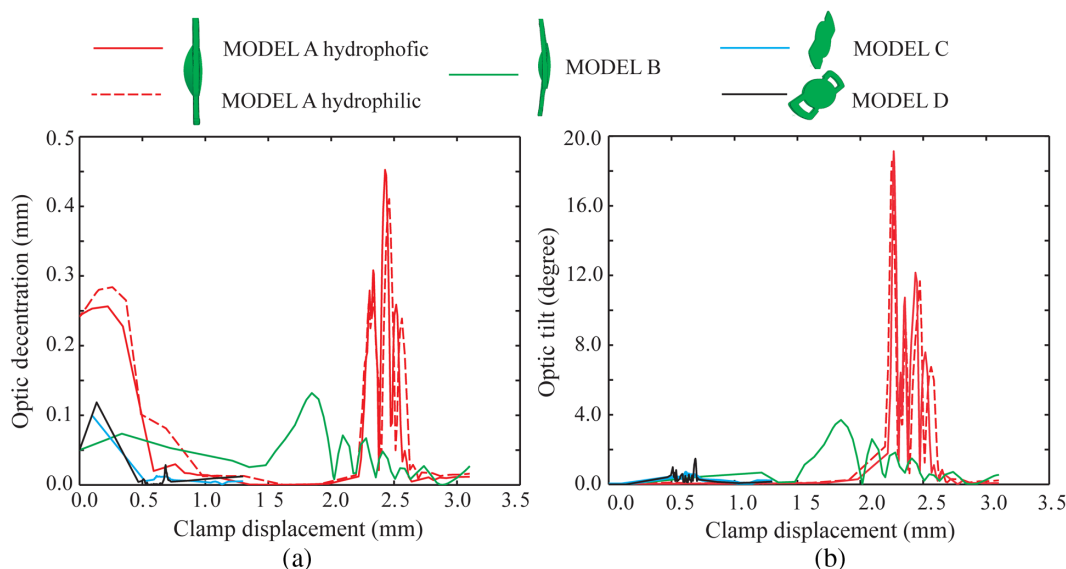 MODEL A hydrophofic
MODEL A hydrophilic
MODEL B
MODEL C
MODEL D
0.5
0.4
0.3
0.2
0.1
0.0
Optic decentration (mm)
0.0 0.5 1.0 1 5 2.0 2.5 3.0 3.5
Clamp displacement (mm)
(a)
20.0
18.0
12.0
8.0
4.0
0.0
Optic tilt (degree)
0.0 0.5 1.0 1 5 2.0 2.5 3.0 3.5
Clamp displacement (mm)
(b)